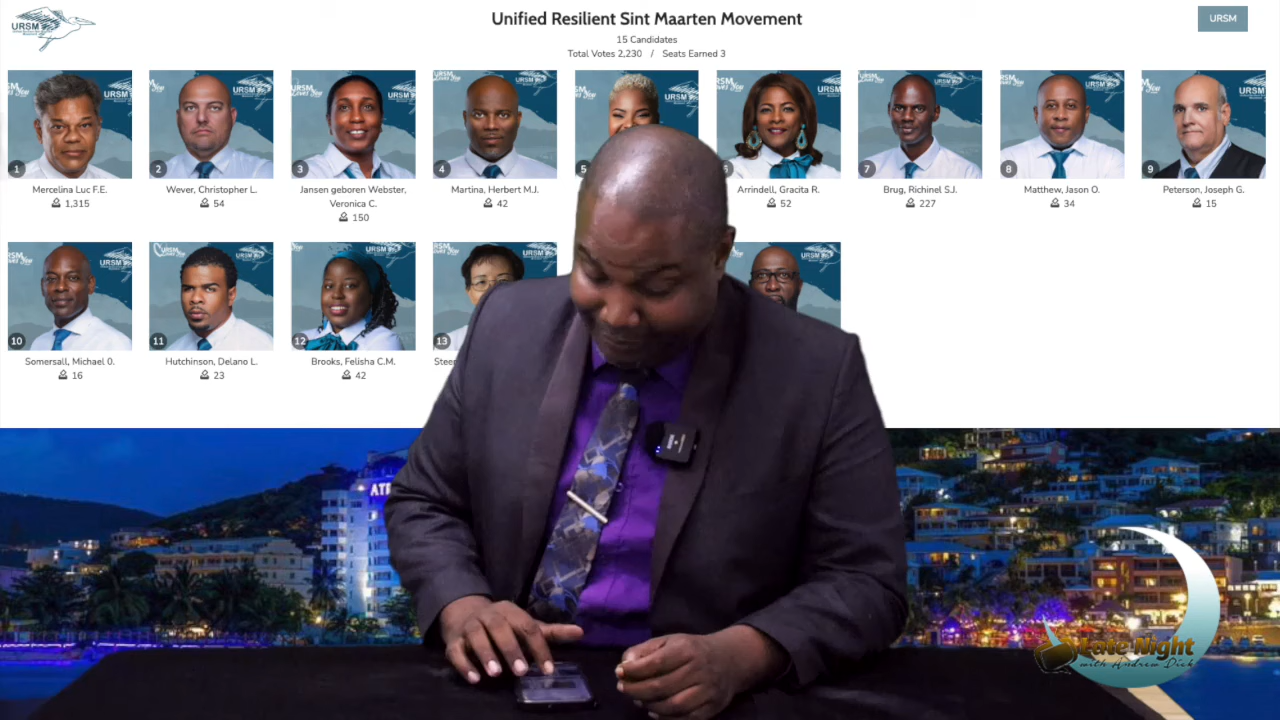 Unified Resilient Sint Maarten Movement
15 Candidates
Total Votes 2,230 / Seats Earned 3
URSM
URSM
1
2
3
4
5
7
8
9
Mercelina Luc F.E.
Wever, Christopher L.
Jansen geboren Webster, Veronica C.
Martina, Herbert M.J.
Arrindell, Gracita R.
Brug, Richinel S.J.
Matthew, Jason O.
Peterson, Joseph G.
1,315
54
150
42
52
227
34
15
10
11
12
13
Somersall, Michael O.
Hutchinson, Delano L.
Brooks, Felisha C.M.
Steer
16
23
42
Late Night
with Andrew Dick